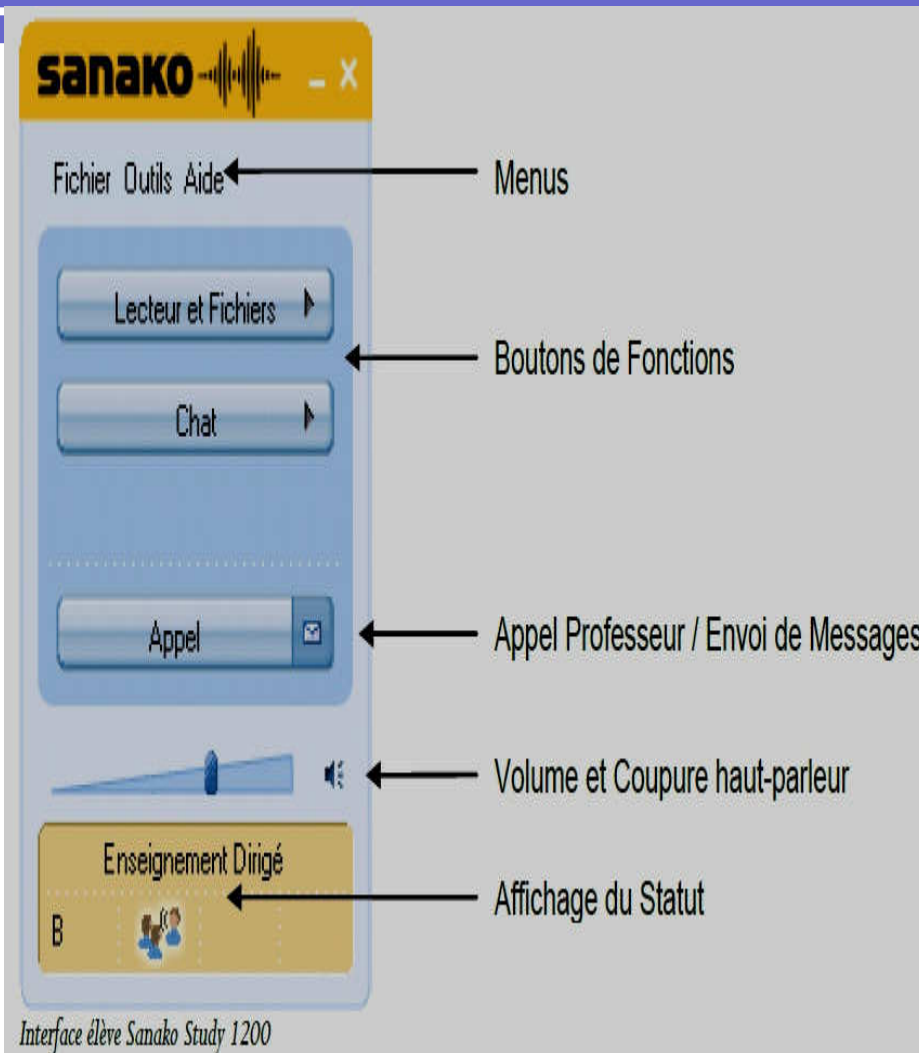 sanako
Fichier Outils Aide
Menus
Lecteur et Fichiers
Boutons de Fonctions
Chat
Appel
Appel Professeur / Envoi de Messages
Volume et Coupure haut-parleur
Enseignement Dirigé
Affichage du Statut
B
Interface élève Sanako Study 1200